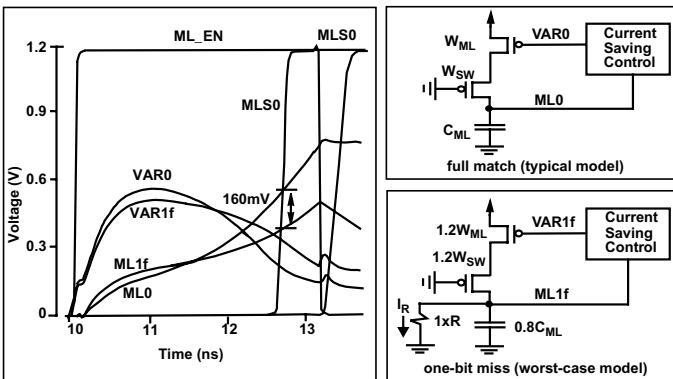 ML_EN
MLS0
1.2
0.9
0.6
0.3
0
Voltage (V)
MLS0
VAR0
160mV
VAR1f
ML1f
ML0
10
11
12
13
Time (ns)
W_ML
VAR0
Current
Saving
Control
W_SW
ML0
C_ML
full match (typical model)
1.2W_ML
VAR1f
Current
Saving
Control
1.2W_SW
ML1f
I_R
1xR
0.8C_ML
one-bit miss (worst-case model)